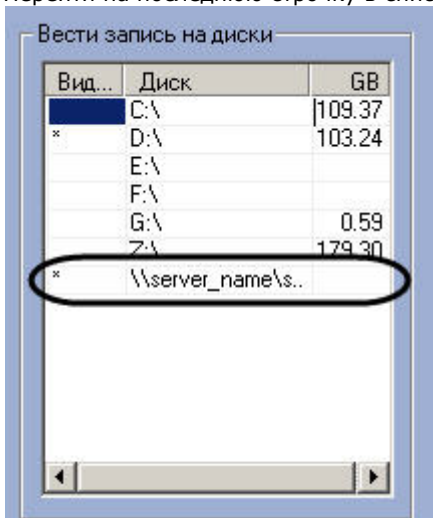 Вести запись на диски
Вид... Диск GB
C:\ 109.37
* D:\ 103.24
E:\
F:\
G:\ 0.59
Z:\ 179.30
* \\server_name\s..